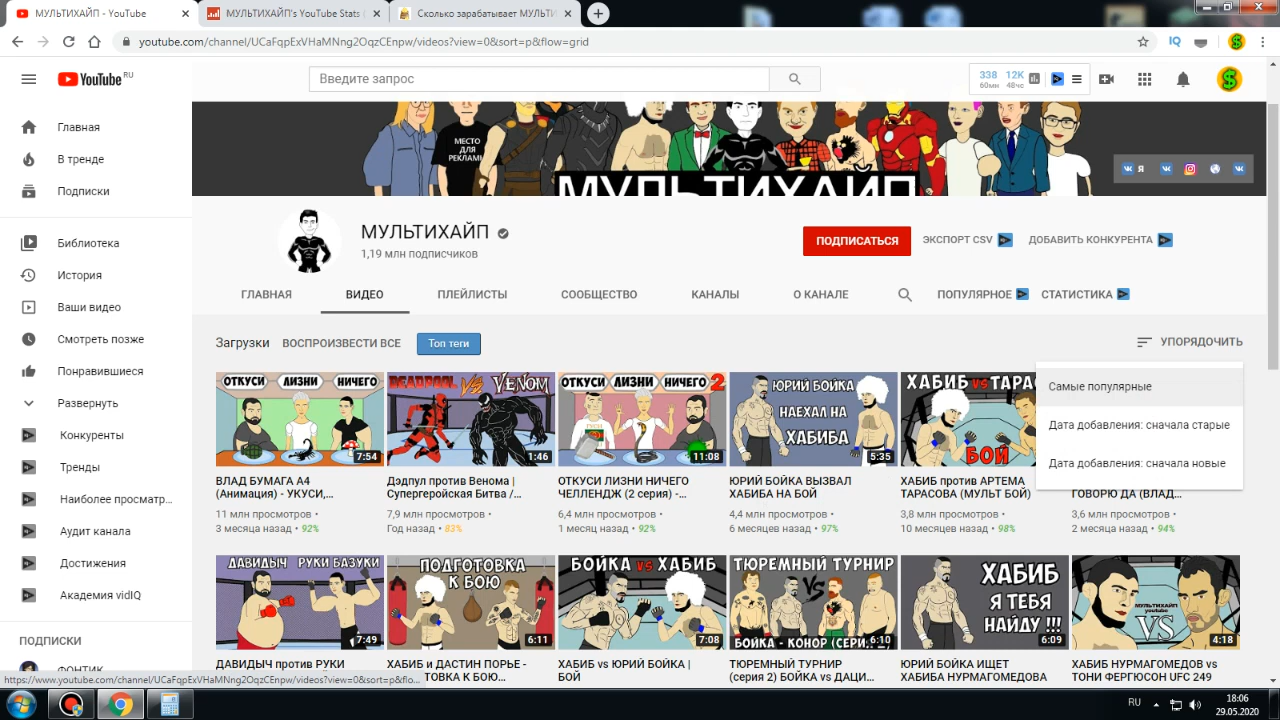 МУЛЬТИХАЙП - YouTube
МУЛЬТИХАЙП's YouTube Stats
Сколько зарабатывает МУЛЬТИ
youtube.com/channel/UCaFqpExVHaMNng2OqzCEnpw/videos?view=0&sort=p&flow=grid
YouTube RU
Введите запрос
338 12K
60мн 48чс
Главная
В тренде
Подписки
Библиотека
История
Ваши видео
Смотреть позже
Понравившиеся
Развернуть
Конкуренты
Тренды
Наиболее просматр...
Аудит канала
Достижения
Академия vidIQ
ПОДПИСКИ
ФОНТИК
МЕСТО
ДЛЯ
РЕКЛАМЫ
МУЛЬТИХАЙП
Я
МУЛЬТИХАЙП
1,19 млн подписчиков
ПОДПИСАТЬСЯ
ЭКСПОРТ CSV
ДОБАВИТЬ КОНКУРЕНТА
ГЛАВНАЯ ВИДЕО ПЛЕЙЛИСТЫ СООБЩЕСТВО КАНАЛЫ О КАНАЛЕ ПОПУЛЯРНОЕ СТАТИСТИКА
Загрузки ВОСПРОИЗВЕСТИ ВСЕ Топ теги
УПОРЯДОЧИТЬ
Самые популярные
Дата добавления: сначала старые
Дата добавления: сначала новые
ОТКУСИ ЛИЗНИ НИЧЕГО
7:54
ВЛАД БУМАГА А4
(Анимация) - УКУСИ,...
11 млн просмотров •
3 месяца назад • 92%
DEADPOOL VS VENOM
1:46
Дэдпул против Венома |
Супергеройская Битва /...
7,9 млн просмотров •
Год назад • 83%
ОТКУСИ ЛИЗНИ НИЧЕГО 2
11:08
ОТКУСИ ЛИЗНИ НИЧЕГО
ЧЕЛЛЕНДЖ (2 серия) -...
6,4 млн просмотров •
1 месяц назад • 92%
ЮРИЙ БОЙКА
НАЕХАЛ НА
ХАБИБА
5:35
ЮРИЙ БОЙКА ВЫЗВАЛ
ХАБИБА НА БОЙ
4,4 млн просмотров •
6 месяцев назад • 97%
ХАБИБ VS ТАРАС
БОЙ
ХАБИБ против АРТЕМА
ТАРАСОВА (МУЛЬТ БОЙ)
3,8 млн просмотров •
10 месяцев назад • 98%
ГОВОРЮ ДА (ВЛАД...
3,6 млн просмотров •
2 месяца назад • 94%
ДАВИДЫЧ РУКИ БАЗУКИ
7:49
ДАВИДЫЧ против РУКИ
ПОДГОТОВКА
К БОЮ
6:11
ХАБИБ и ДАСТИН ПОРЬЕ -
ПОДГОТОВКА К БОЮ...
БОЙКА VS ХАБИБ
7:08
ХАБИБ vs ЮРИЙ БОЙКА |
БОЙ
ТЮРЕМНЫЙ ТУРНИР
VS
БОЙКА - КОНОР (СЕРИЯ 2)
6:10
ТЮРЕМНЫЙ ТУРНИР
(серия 2) БОЙКА vs ДАЦИ...
ХАБИБ
Я ТЕБЯ
НАЙДУ !!!
6:09
ЮРИЙ БОЙКА ИЩЕТ
ХАБИБА НУРМАГОМЕДОВА
МУЛЬТИХАЙП
youtube
VS
4:18
ХАБИБ НУРМАГОМЕДОВ vs
ТОНИ ФЕРГЮСОН UFC 249
https://www.youtube.com/channel/UCaFqpExVHaMNng2OqzCEnpw/videos?view=0&sort=p&flo...
RU
18:06
29.05.2020